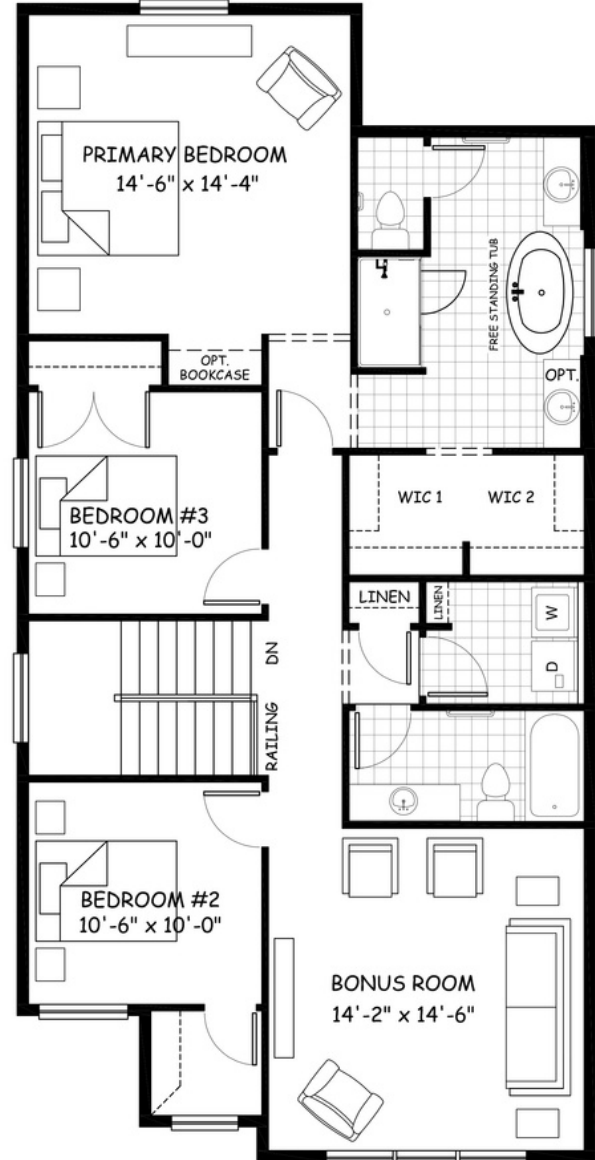 PRIMARY BEDROOM
14'-6" x 14'-4"
FREE STANDING TUB
OPT.
BOOKCASE
OPT.
WIC 1
WIC 2
BEDROOM #3
10'-6" x 10'-0"
LINEN
LINEN
W
D
DN
RAILING
BEDROOM #2
10'-6" x 10'-0"
BONUS ROOM
14'-2" x 14'-6"